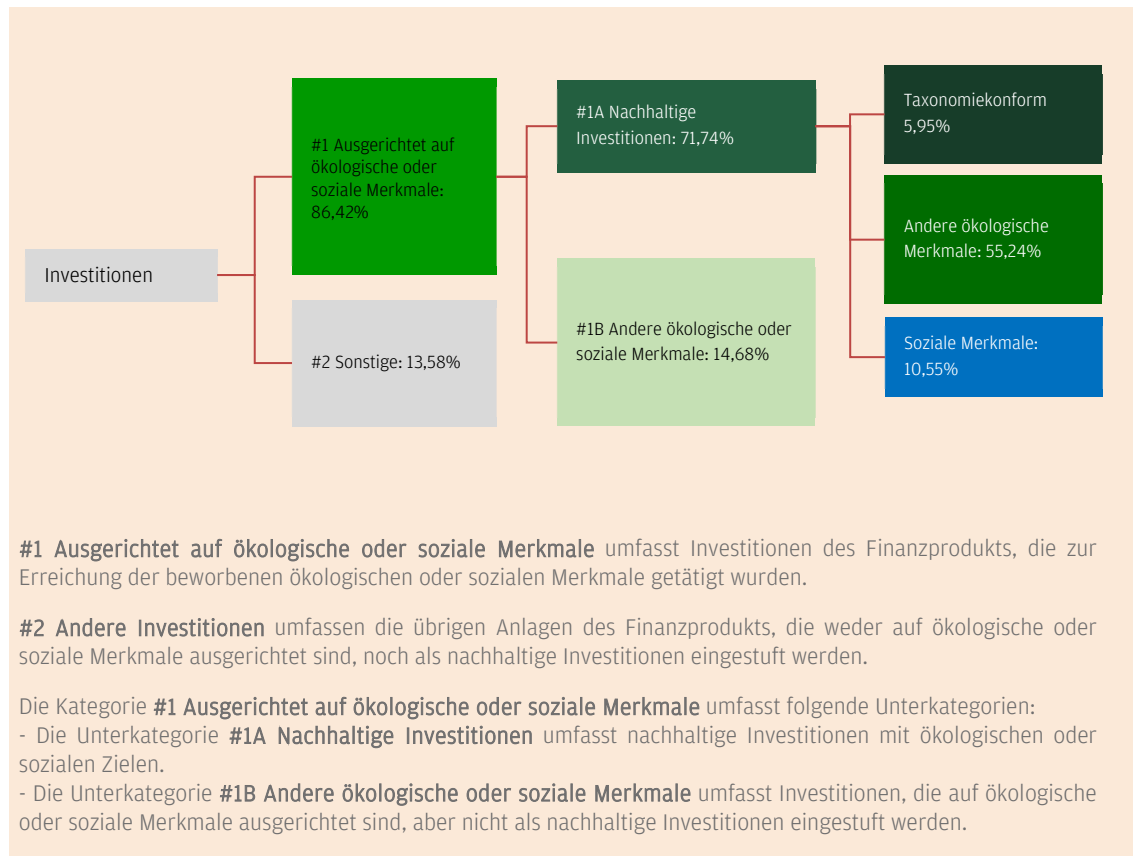 Investitionen
#1 Ausgerichtet auf
ökologische oder
soziale Merkmale:
86,42%
#2 Sonstige: 13,58%
#1A Nachhaltige
Investitionen: 71,74%
#1B Andere ökologische oder
soziale Merkmale: 14,68%
Taxonomiekonform
5,95%
Andere ökologische
Merkmale: 55,24%
Soziale Merkmale:
10,55%
#1 Ausgerichtet auf ökologische oder soziale Merkmale umfasst Investitionen des Finanzprodukts, die zur
Erreichung der beworbenen ökologischen oder sozialen Merkmale getätigt wurden.
#2 Andere Investitionen umfassen die übrigen Anlagen des Finanzprodukts, die weder auf ökologische oder
soziale Merkmale ausgerichtet sind, noch als nachhaltige Investitionen eingestuft werden.
Die Kategorie #1 Ausgerichtet auf ökologische oder soziale Merkmale umfasst folgende Unterkategorien:
- Die Unterkategorie #1A Nachhaltige Investitionen umfasst nachhaltige Investitionen mit ökologischen oder
sozialen Zielen.
- Die Unterkategorie #1B Andere ökologische oder soziale Merkmale umfasst Investitionen, die auf ökologische
oder soziale Merkmale ausgerichtet sind, aber nicht als nachhaltige Investitionen eingestuft werden.